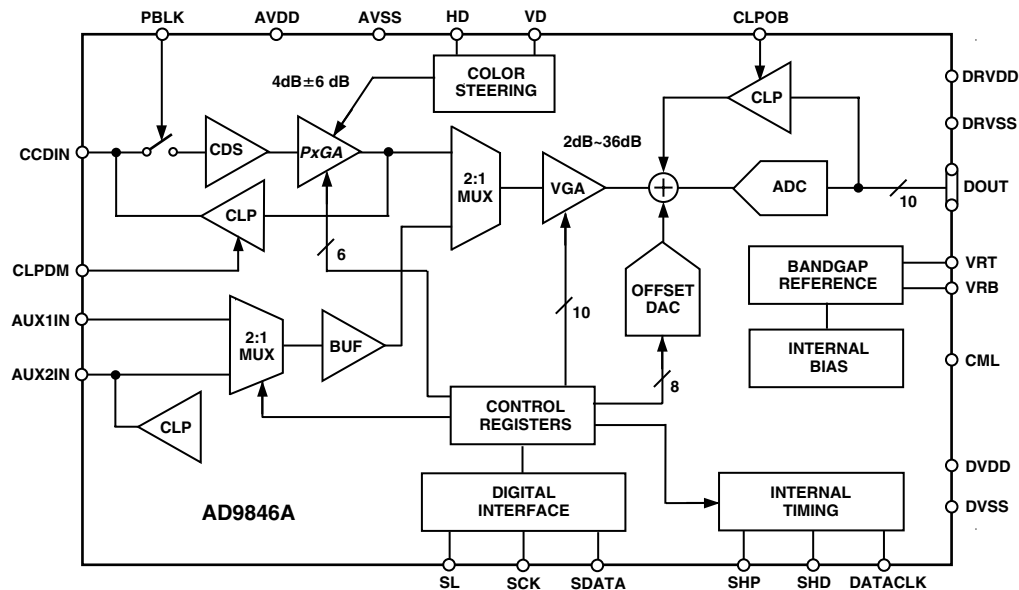 PBLK
AVDD
AVSS
HD
VD
CLPOB
4dB±6 dB
COLOR
STEERING
CLP
DRVDD
DRVSS
2dB~36dB
CCDIN
CDS
PxGA
2:1
MUX
VGA
ADC
DOUT
10
CLP
6
CLPDM
OFFSET
DAC
BANDGAP
REFERENCE
VRT
VRB
AUX1IN
10
2:1
MUX
BUF
INTERNAL
BIAS
CML
AUX2IN
8
CONTROL
REGISTERS
CLP
DVDD
DIGITAL
INTERFACE
INTERNAL
TIMING
DVSS
AD9846A
SL
SCK
SDATA
SHP
SHD
DATACLK